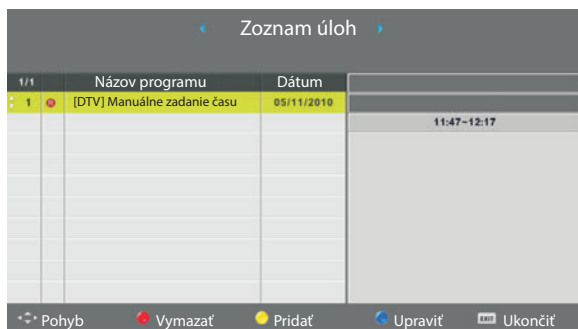 Zoznam úloh
1/1 Názov programu Dátum
1 [DTV] Manuálne zadanie času 05/11/2010
11:47~12:17
Pohyb Vymazať Pridať Upraviť EXIT Ukončiť